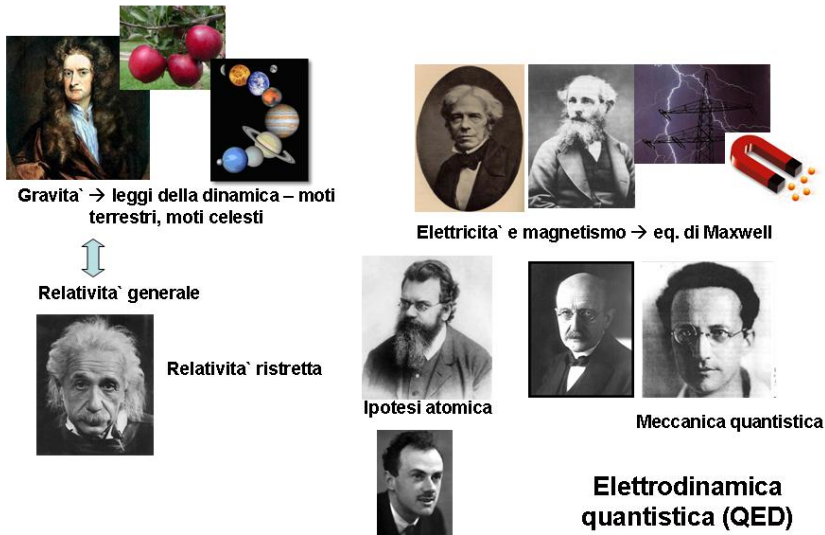 Gravita` → leggi della dinamica – moti
terrestri, moti celesti
Elettricita` e magnetismo → eq. di Maxwell
Relativita` generale
Relativita` ristretta
Ipotesi atomica
Meccanica quantistica
Elettrodinamica
quantistica (QED)